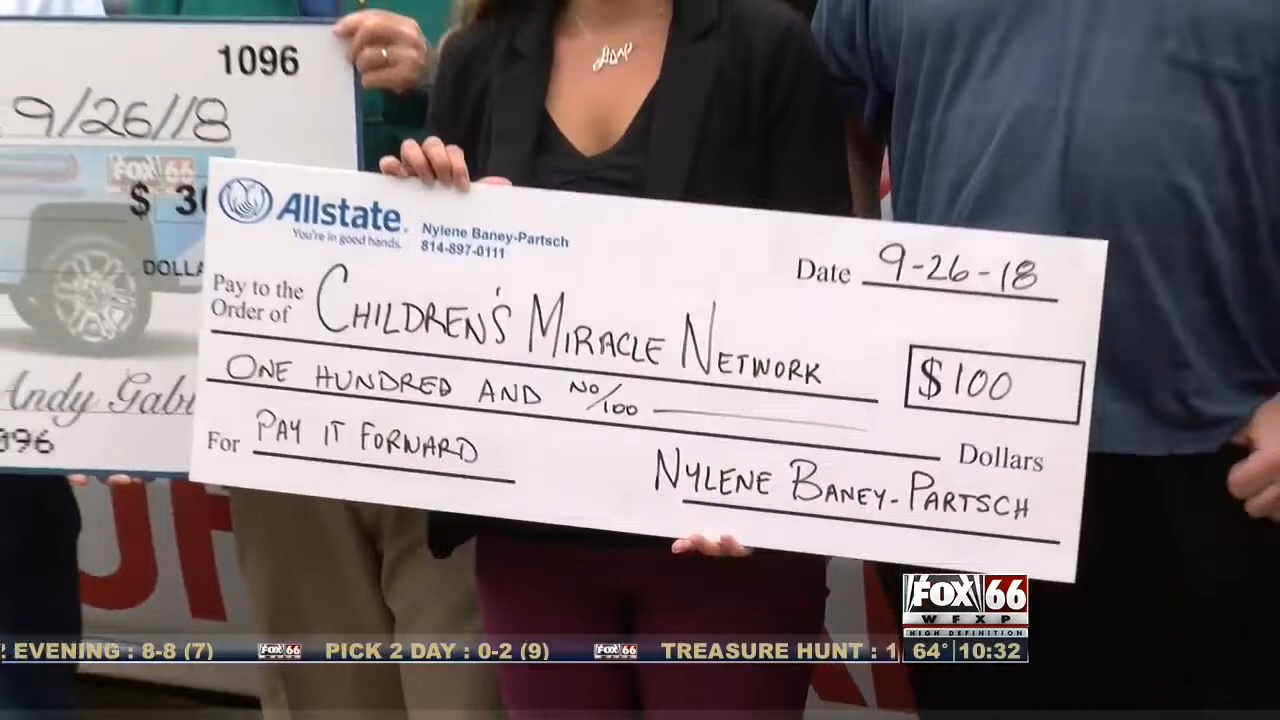 1096
9/26/18
FOX 66
$ 30
DOLLA
Andy Gabr
Allstate.
You're in good hands.
Nylene Baney-Partsch
814-897-0111
Date 9-26-18
Pay to the
Order of CHILDREN'S MIRACLE NETWORK
$100
ONE HUNDRED AND NO/100
Dollars
For PAY IT FORWARD
NYLENE BANEY-PARTSCH
FOX 66
WFXP
HIGH DEFINITION
EVENING : 8-8 (7) FOX 66 PICK 2 DAY : 0-2 (9) FOX 66 TREASURE HUNT : 1
64° 10:32